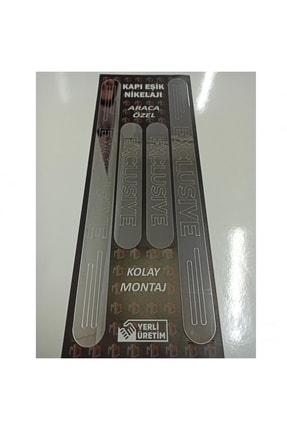 KAPI EŞİK
NİKELAJI
ARACA
ÖZEL
EXCLUSIVE
EXCLUSIVE
EXCLUSIVE
EXCLUSIVE
KOLAY
MONTAJ
YERLİ
ÜRETİM